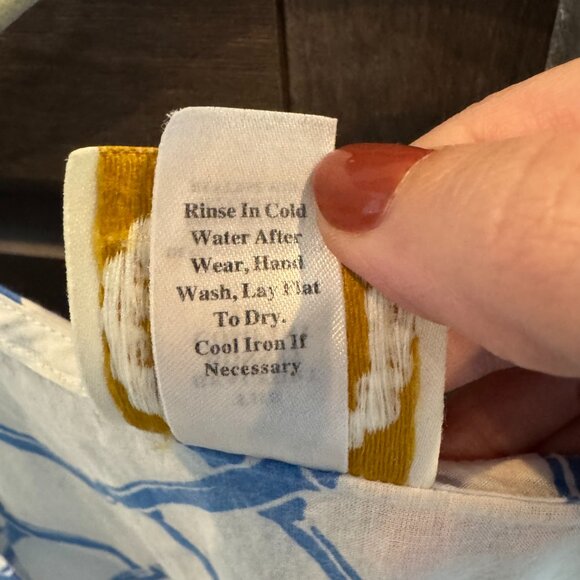 Rinse In Cold
Water After
Wear, Hand
Wash, Lay Flat
To Dry.
Cool Iron If
Necessary